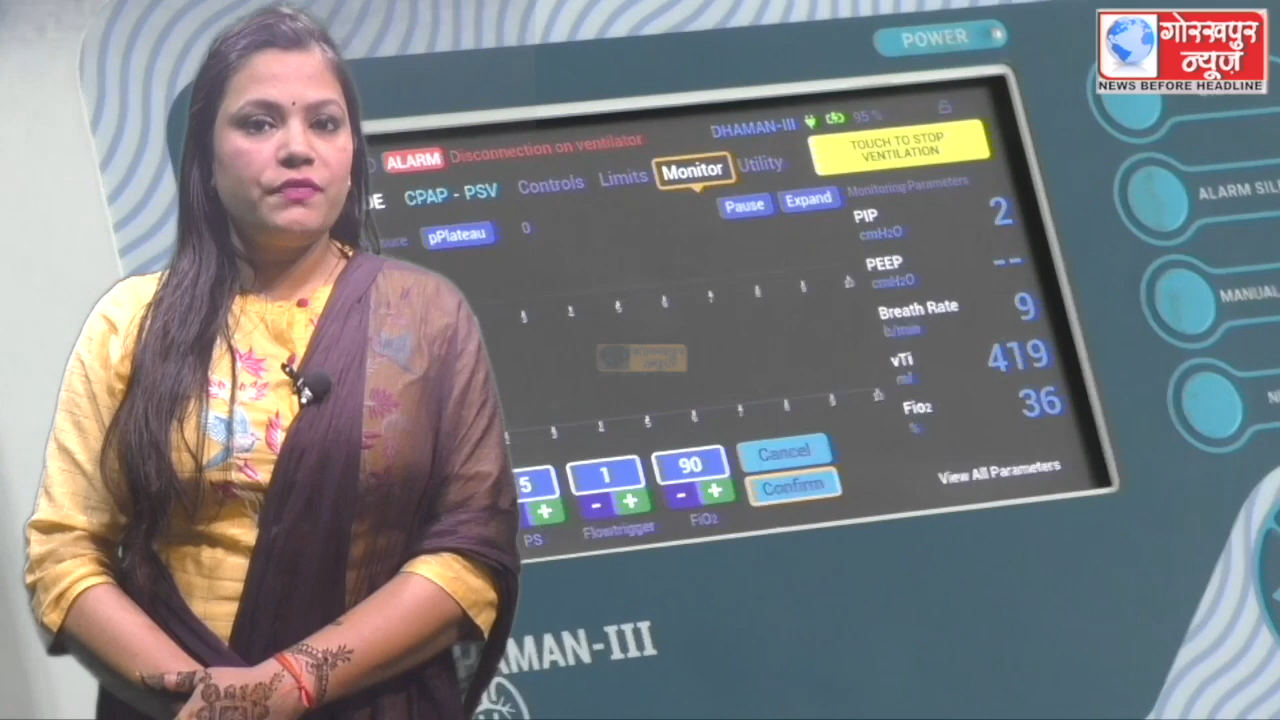 गोरखपुर
न्यूज़
NEWS BEFORE HEADLINE
POWER
DHAMAN-III 95 %
ALARM Disconnection on ventilator
TOUCH TO STOP
VENTILATION
CPAP - PSV Controls Limits Monitor Utility
Pause Expand Monitoring Parameters
pPlateau 0
PIP 2
cmH2O
PEEP --
cmH2O
Breath Rate 9
b/min
vTi 419
ml
Fio2 36
%
5 1 90 Cancel
+ - + - + Confirm
PS Flowtrigger FiO2
View All Parameters
ALARM
MANUAL
DHAMAN-III